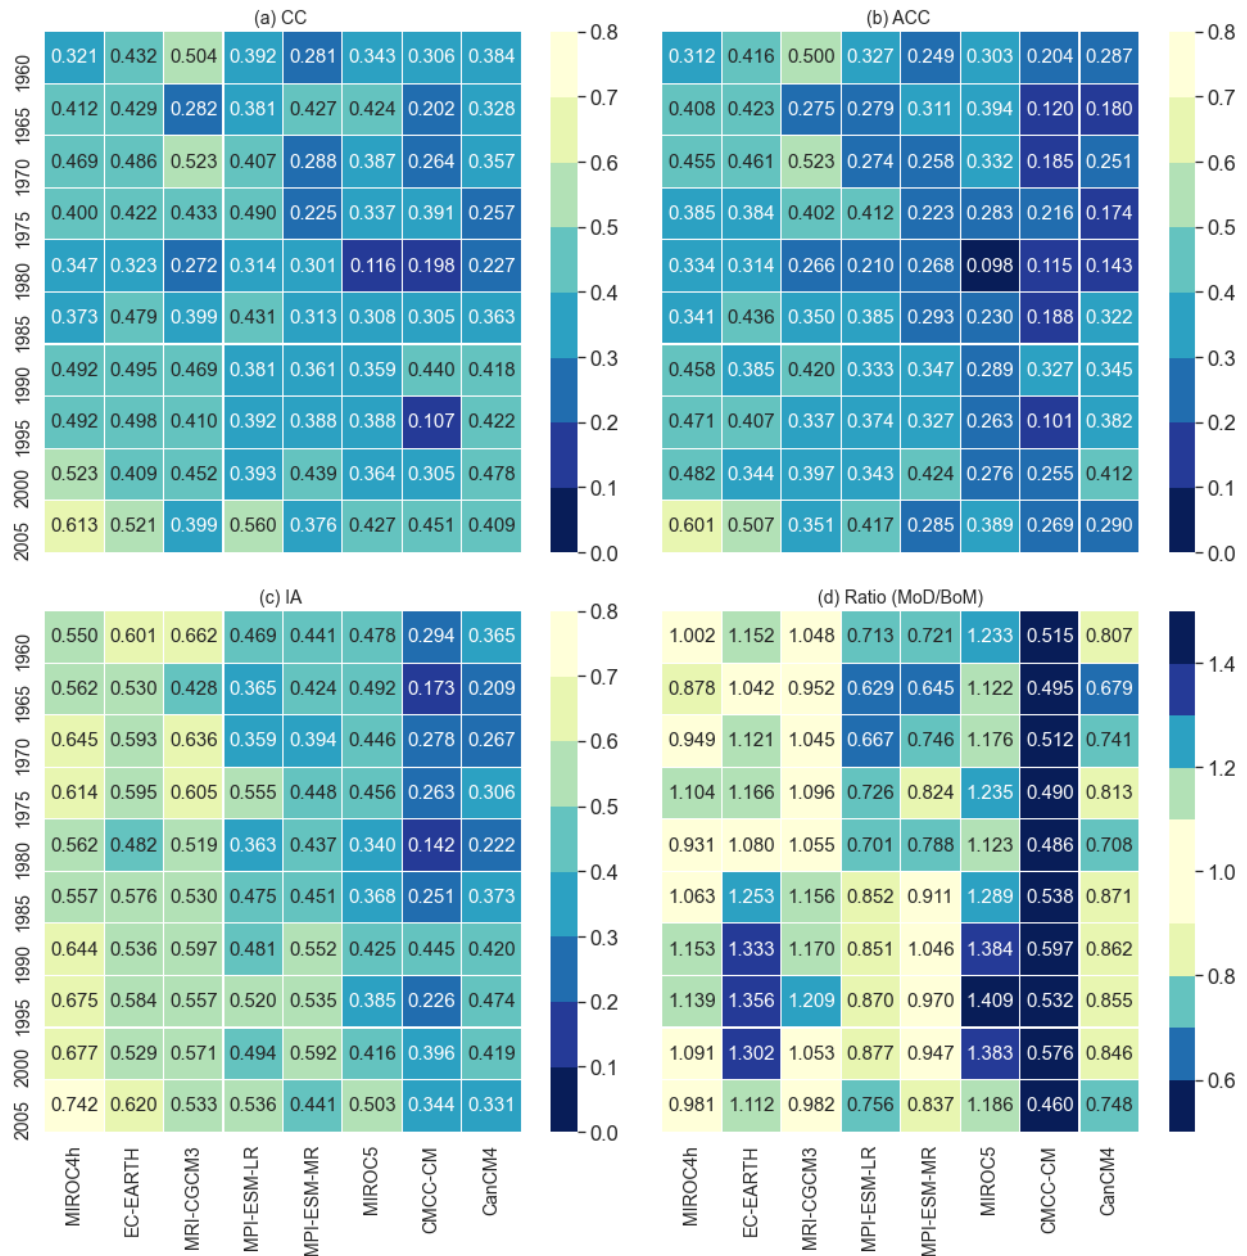 (a) CC
(b) ACC
1960 0.321 0.432 0.504 0.392 0.281 0.343 0.306 0.384
1965 0.412 0.429 0.282 0.381 0.427 0.424 0.202 0.328
1970 0.469 0.486 0.523 0.407 0.288 0.387 0.264 0.357
1975 0.400 0.422 0.433 0.490 0.225 0.337 0.391 0.257
1980 0.347 0.323 0.272 0.314 0.301 0.116 0.198 0.227
1985 0.373 0.479 0.399 0.431 0.313 0.308 0.305 0.363
1990 0.492 0.495 0.469 0.381 0.361 0.359 0.440 0.418
1995 0.492 0.498 0.410 0.392 0.388 0.388 0.107 0.422
2000 0.523 0.409 0.452 0.393 0.439 0.364 0.305 0.478
2005 0.613 0.521 0.399 0.560 0.376 0.427 0.451 0.409
0.8
0.7
0.6
0.5
0.4
0.3
0.2
0.1
0.0
0.312 0.416 0.500 0.327 0.249 0.303 0.204 0.287
0.408 0.423 0.275 0.279 0.311 0.394 0.120 0.180
0.455 0.461 0.523 0.274 0.258 0.332 0.185 0.251
0.385 0.384 0.402 0.412 0.223 0.283 0.216 0.174
0.334 0.314 0.266 0.210 0.268 0.098 0.115 0.143
0.341 0.436 0.350 0.385 0.293 0.230 0.188 0.322
0.458 0.385 0.420 0.333 0.347 0.289 0.327 0.345
0.471 0.407 0.337 0.374 0.327 0.263 0.101 0.382
0.482 0.344 0.397 0.343 0.424 0.276 0.255 0.412
0.601 0.507 0.351 0.417 0.285 0.389 0.269 0.290
0.8
0.7
0.6
0.5
0.4
0.3
0.2
0.1
0.0
(c) IA
(d) Ratio (MoD/BoM)
1960 0.550 0.601 0.662 0.469 0.441 0.478 0.294 0.365
1965 0.562 0.530 0.428 0.365 0.424 0.492 0.173 0.209
1970 0.645 0.593 0.636 0.359 0.394 0.446 0.278 0.267
1975 0.614 0.595 0.605 0.555 0.448 0.456 0.263 0.306
1980 0.562 0.482 0.519 0.363 0.437 0.340 0.142 0.222
1985 0.557 0.576 0.530 0.475 0.451 0.368 0.251 0.373
1990 0.644 0.536 0.597 0.481 0.552 0.425 0.445 0.420
1995 0.675 0.584 0.557 0.520 0.535 0.385 0.226 0.474
2000 0.677 0.529 0.571 0.494 0.592 0.416 0.396 0.419
2005 0.742 0.620 0.533 0.536 0.441 0.503 0.344 0.331
MIROC4h
EC-EARTH
MRI-CGCM3
MPI-ESM-LR
MPI-ESM-MR
MIROC5
CMCC-CM
CanCM4
0.8
0.7
0.6
0.5
0.4
0.3
0.2
0.1
0.0
1.002 1.152 1.048 0.713 0.721 1.233 0.515 0.807
0.878 1.042 0.952 0.629 0.645 1.122 0.495 0.679
0.949 1.121 1.045 0.667 0.746 1.176 0.512 0.741
1.104 1.166 1.096 0.726 0.824 1.235 0.490 0.813
0.931 1.080 1.055 0.701 0.788 1.123 0.486 0.708
1.063 1.253 1.156 0.852 0.911 1.289 0.538 0.871
1.153 1.333 1.170 0.851 1.046 1.384 0.597 0.862
1.139 1.356 1.209 0.870 0.970 1.409 0.532 0.855
1.091 1.302 1.053 0.877 0.947 1.383 0.576 0.846
0.981 1.112 0.982 0.756 0.837 1.186 0.460 0.748
MIROC4h
EC-EARTH
MRI-CGCM3
MPI-ESM-LR
MPI-ESM-MR
MIROC5
CMCC-CM
CanCM4
1.4
1.2
1.0
0.8
0.6